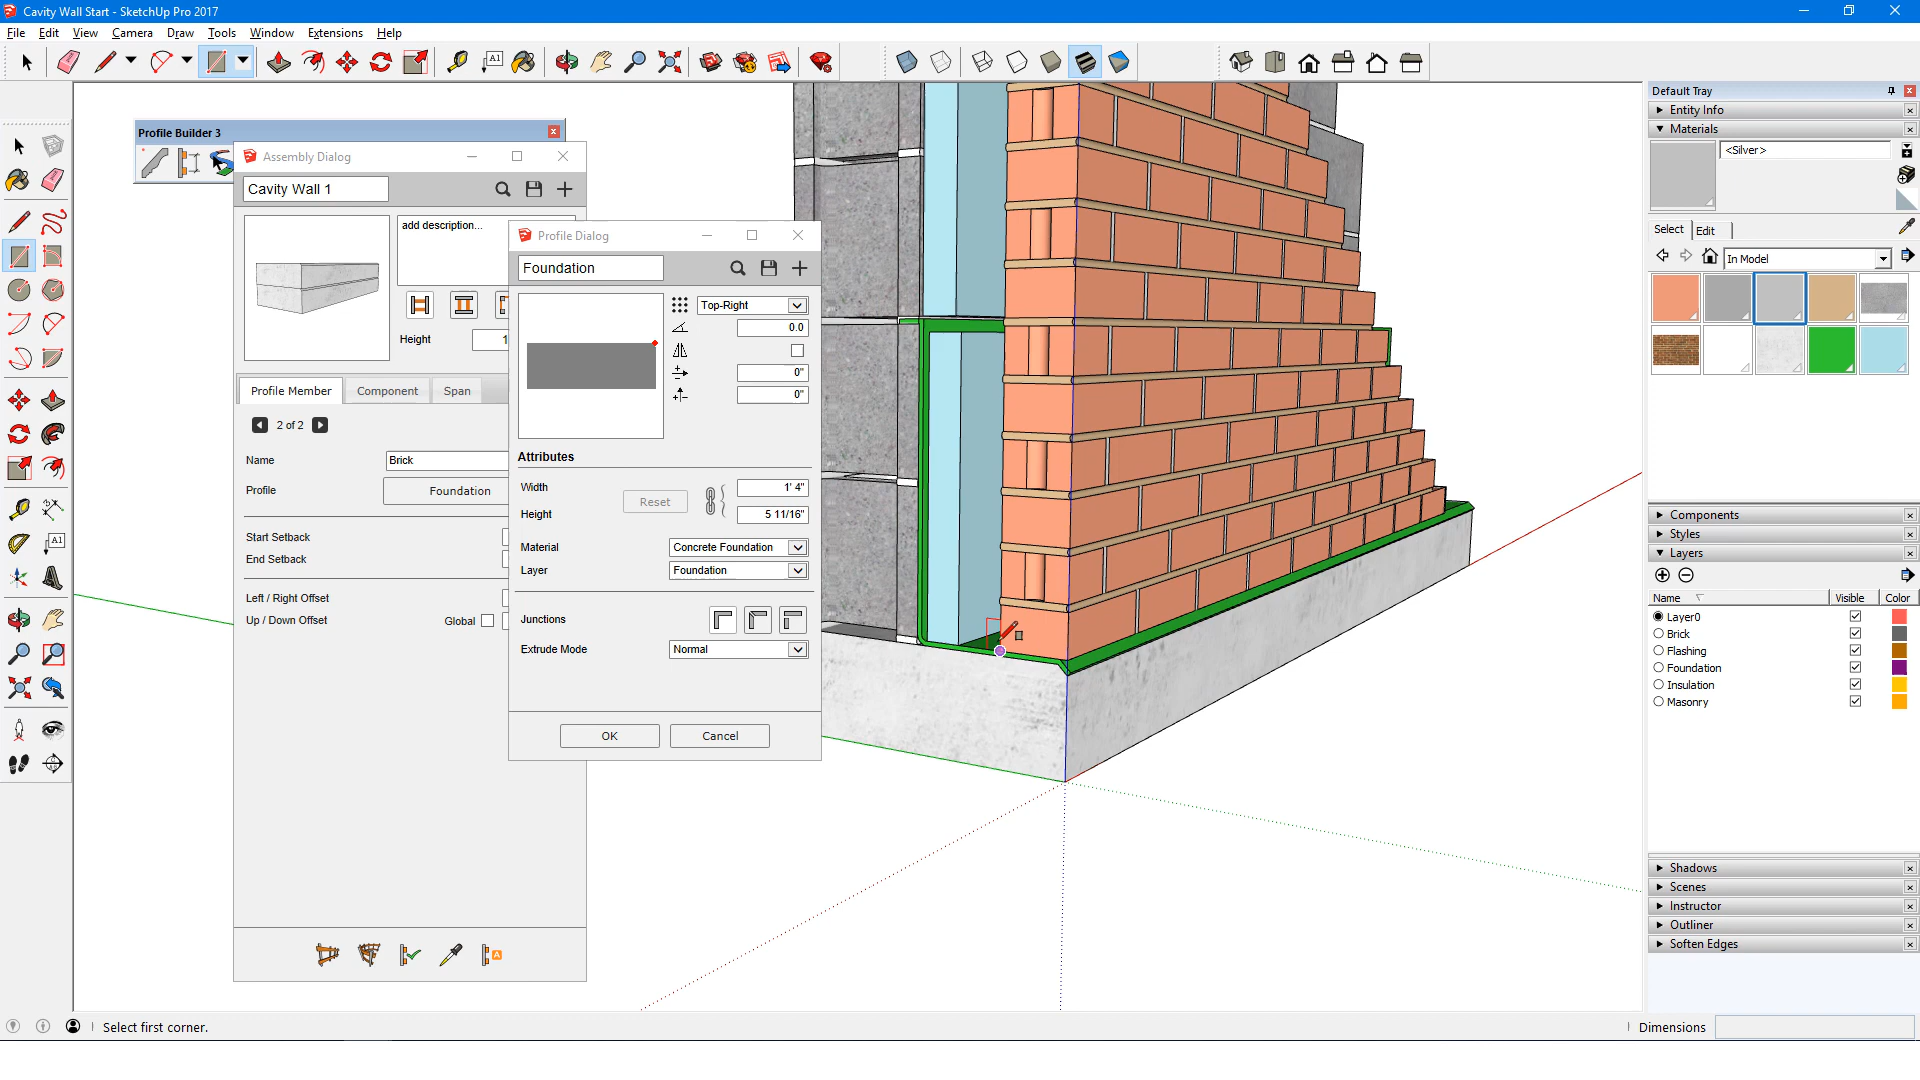 Cavity Wall Start - SketchUp Pro 2017
File Edit View Camera Draw Tools Window Extensions Help
A1
Profile Builder 3
Assembly Dialog
Cavity Wall 1
add description...
Height 1
Profile Member Component Span
2 of 2
Name Brick
Profile Foundation
Start Setback
End Setback
Left / Right Offset
Up / Down Offset Global
A
A1
Profile Dialog
Foundation
Top-Right
0.0
0"
0"
Attributes
Width 1' 4"
Reset
Height 5 11/16"
Material Concrete Foundation
Layer Foundation
Junctions
Extrude Mode Normal
OK Cancel
Default Tray
Entity Info
Materials
<Silver>
Select Edit
In Model
Components
Styles
Layers
Name Visible Color
Layer0
Brick
Flashing
Foundation
Insulation
Masonry
Shadows
Scenes
Instructor
Outliner
Soften Edges
Select first corner.
Dimensions